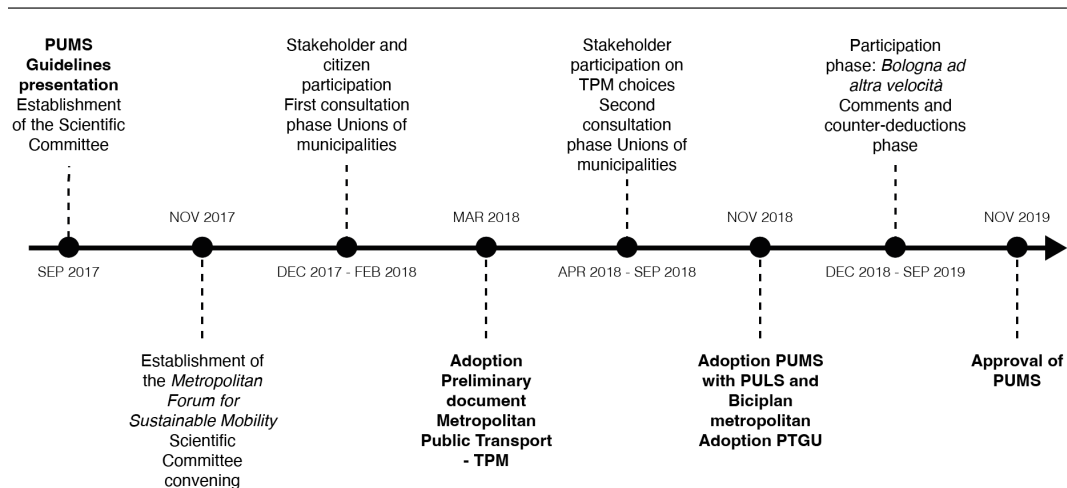 PUMS
Guidelines
presentation
Establishment
of the Scientific
Committee
SEP 2017
NOV 2017
Establishment of
the Metropolitan
Forum for
Sustainable Mobility
Scientific
Committee
convening
Stakeholder and
citizen
participation
First consultation
phase Unions of
municipalities
DEC 2017 - FEB 2018
MAR 2018
Adoption
Preliminary
document
Metropolitan
Public Transport
- TPM
Stakeholder
participation on
TPM choices
Second
consultation
phase Unions of
municipalities
APR 2018 - SEP 2018
NOV 2018
Adoption PUMS
with PULS and
Biciplan
metropolitan
Adoption PTGU
Participation
phase: Bologna ad
altra velocità
Comments and
counter-deductions
phase
DEC 2018 - SEP 2019
NOV 2019
Approval of
PUMS